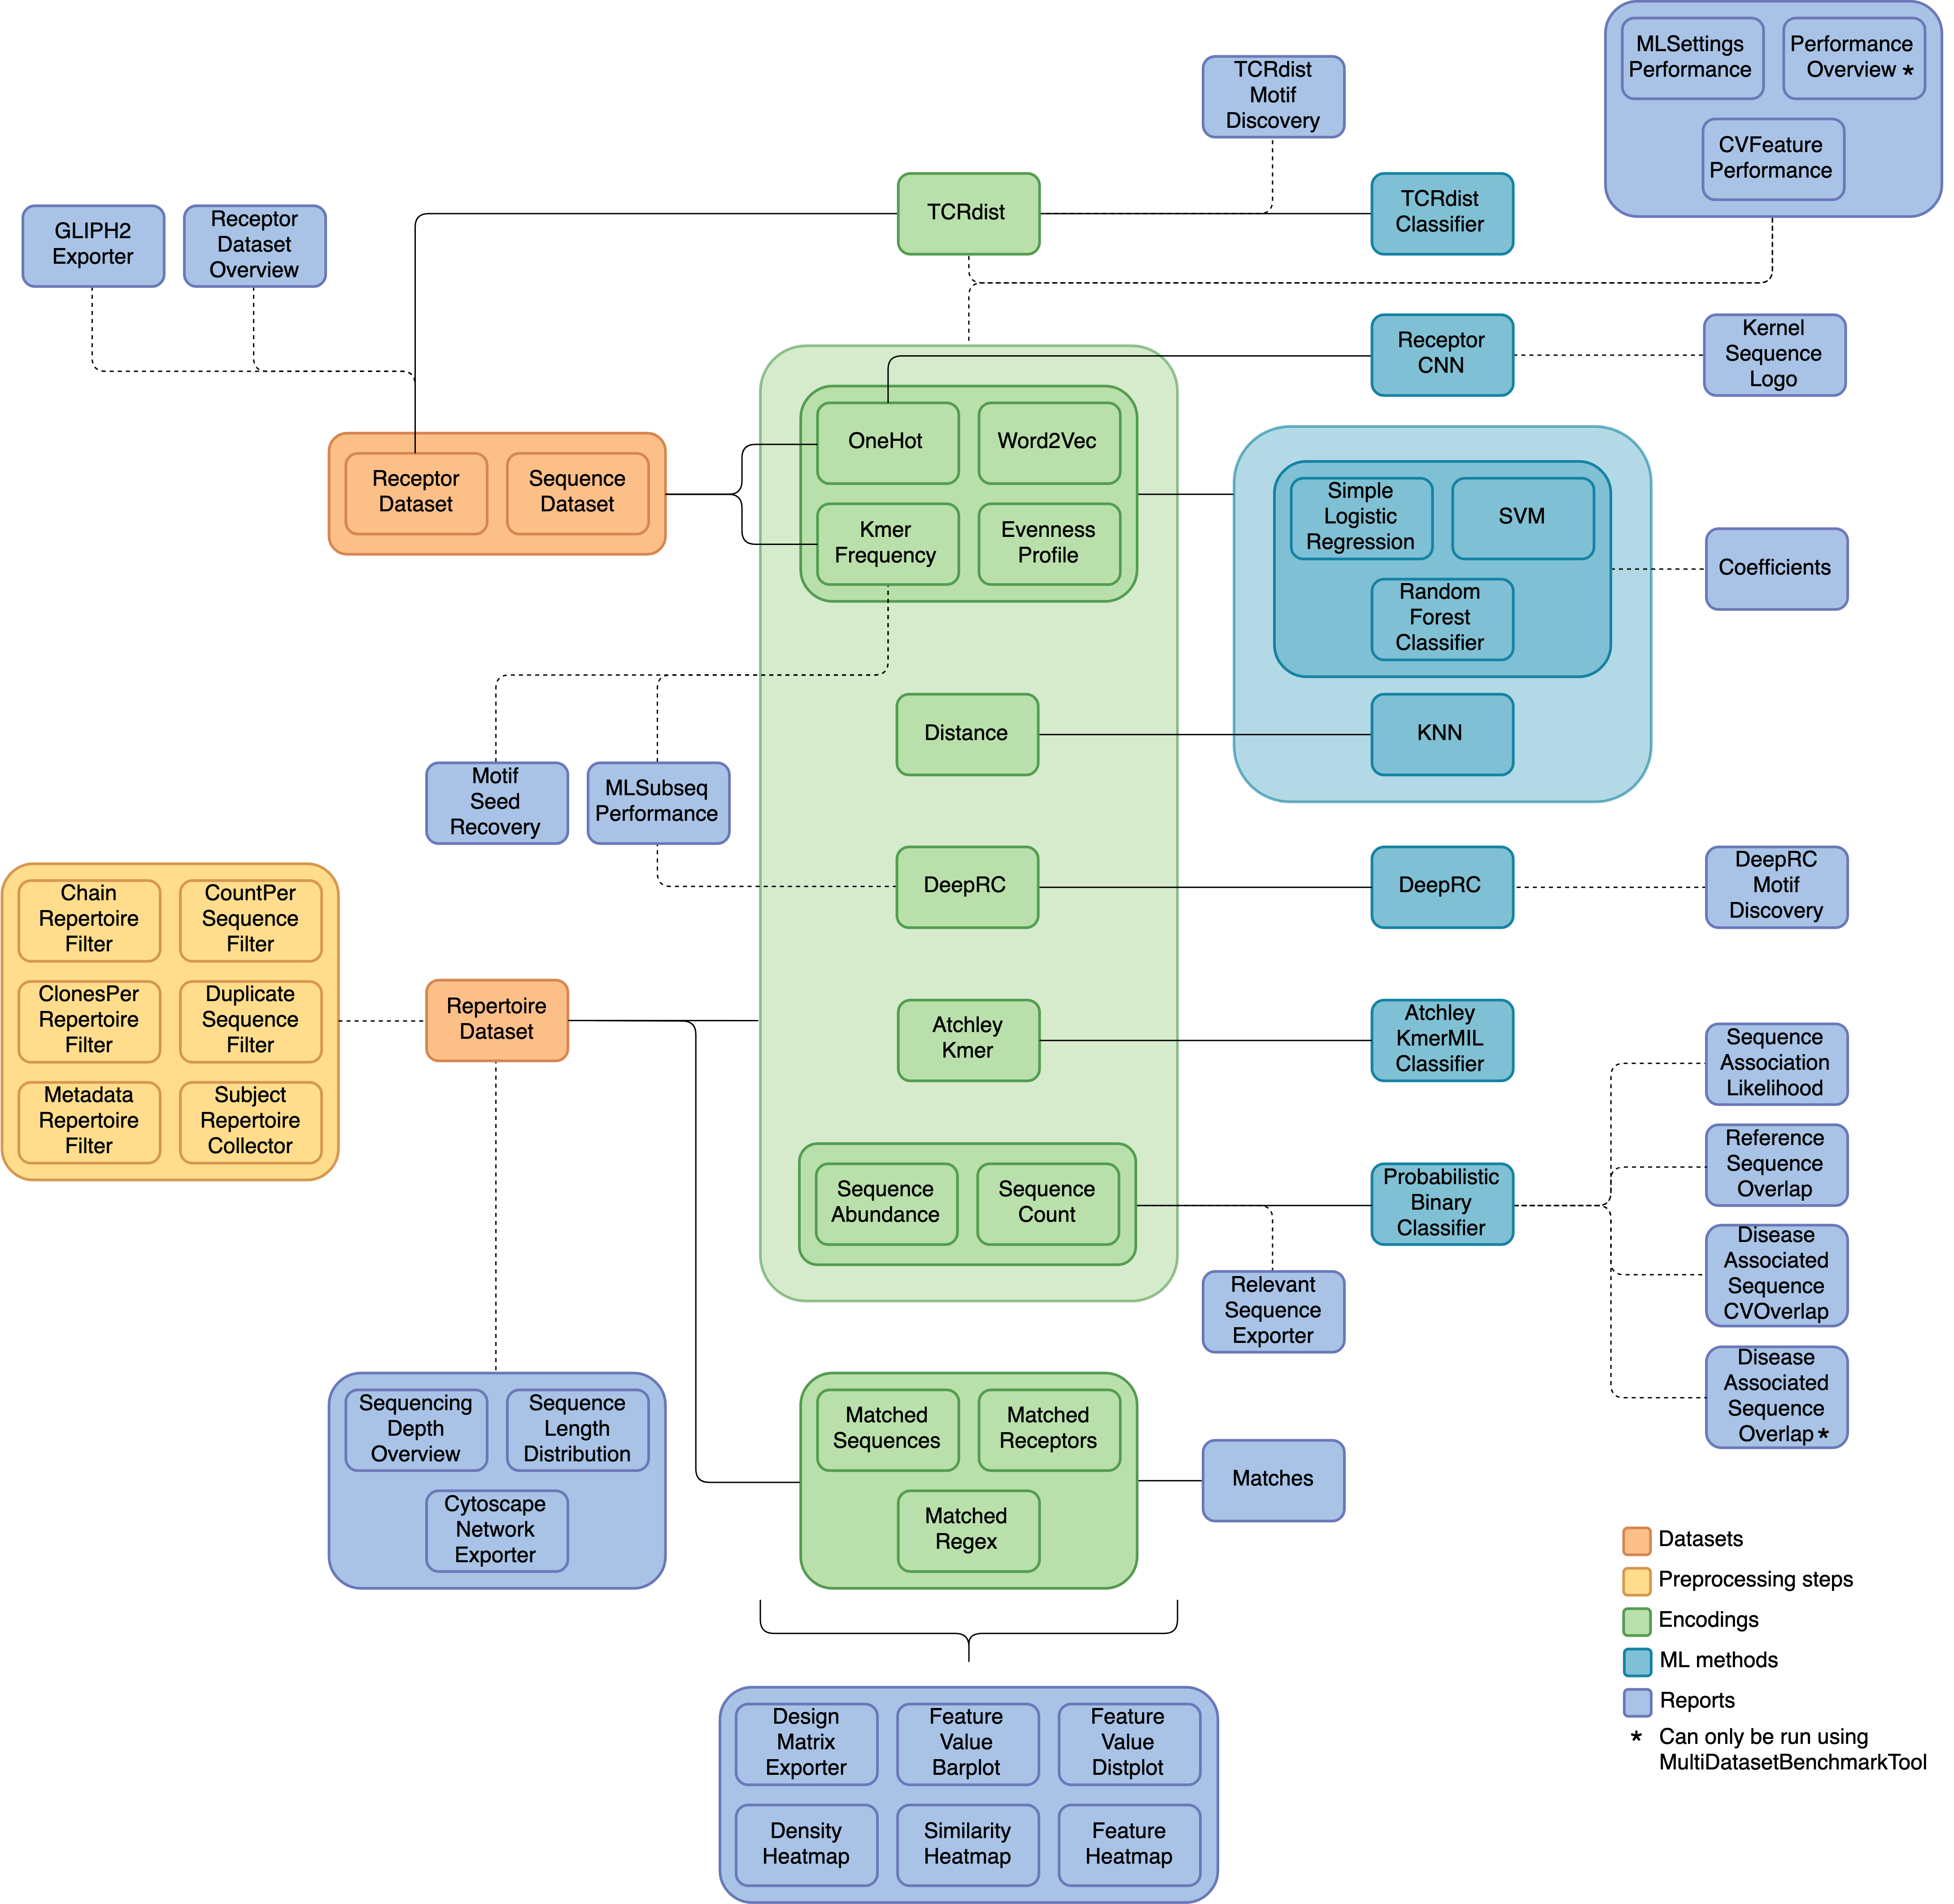 MLSettings
Performance
Performance
Overview *
CVFeature
Performance
TCRdist
Motif
Discovery
TCRdist
TCRdist
Classifier
GLIPH2
Exporter
Receptor
Dataset
Overview
Receptor
CNN
Kernel
Sequence
Logo
Receptor
Dataset
Sequence
Dataset
OneHot
Word2Vec
Kmer
Frequency
Evenness
Profile
Simple
Logistic
Regression
SVM
Random
Forest
Classifier
Coefficients
Distance
KNN
Motif
Seed
Recovery
MLSubseq
Performance
DeepRC
DeepRC
DeepRC
Motif
Discovery
Chain
Repertoire
Filter
CountPer
Sequence
Filter
ClonesPer
Repertoire
Filter
Duplicate
Sequence
Filter
Metadata
Repertoire
Filter
Subject
Repertoire
Collector
Repertoire
Dataset
Atchley
Kmer
Atchley
KmerMIL
Classifier
Sequence
Abundance
Sequence
Count
Probabilistic
Binary
Classifier
Sequence
Association
Likelihood
Reference
Sequence
Overlap
Disease
Associated
Sequence
CVOverlap
Disease
Associated
Sequence
Overlap *
Relevant
Sequence
Exporter
Sequencing
Depth
Overview
Sequence
Length
Distribution
Cytoscape
Network
Exporter
Matched
Sequences
Matched
Receptors
Matched
Regex
Matches
Datasets
Preprocessing steps
Encodings
ML methods
Reports
* Can only be run using
MultiDatasetBenchmarkTool
Design
Matrix
Exporter
Feature
Value
Barplot
Feature
Value
Distplot
Density
Heatmap
Similarity
Heatmap
Feature
Heatmap